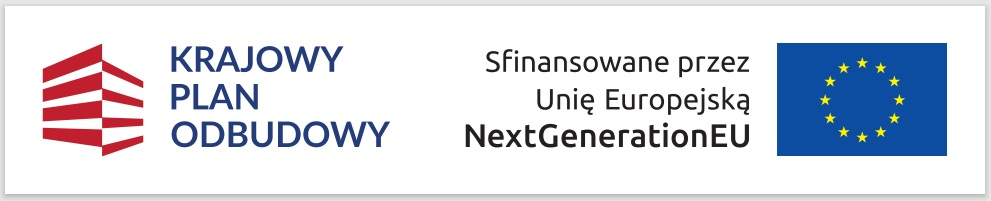 KRAJOWY
PLAN
ODBUDOWY
Sfinansowane przez
Unię Europejską
NextGenerationEU